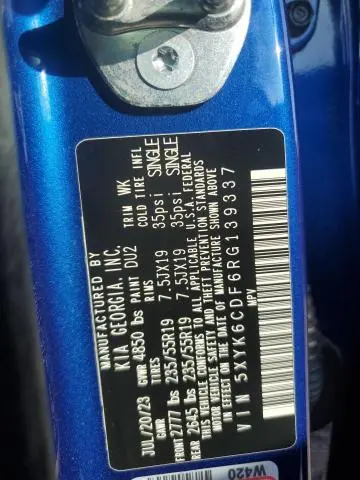 MANUFACTURED BY
KIA GEORGIA, INC.
JUL/20/23 GVWR 4850 lbs PAINT DU2 TRIM WK
GAWR TIRES RIMS COLD TIRE INFL
FRONT 2777 lbs 235/55R19 7.5JX19 35psi SINGLE
REAR 2645 lbs 235/55R19 7.5JX19 35psi SINGLE
THIS VEHICLE CONFORMS TO ALL APPLICABLE U.S.A. FEDERAL
MOTOR VEHICLE SAFETY AND THEFT PREVENTION STANDARDS
IN EFFECT ON THE DATE OF MANUFACTURE SHOWN ABOVE
VIN 5XYK6CDF6RG139337
MPV
W420